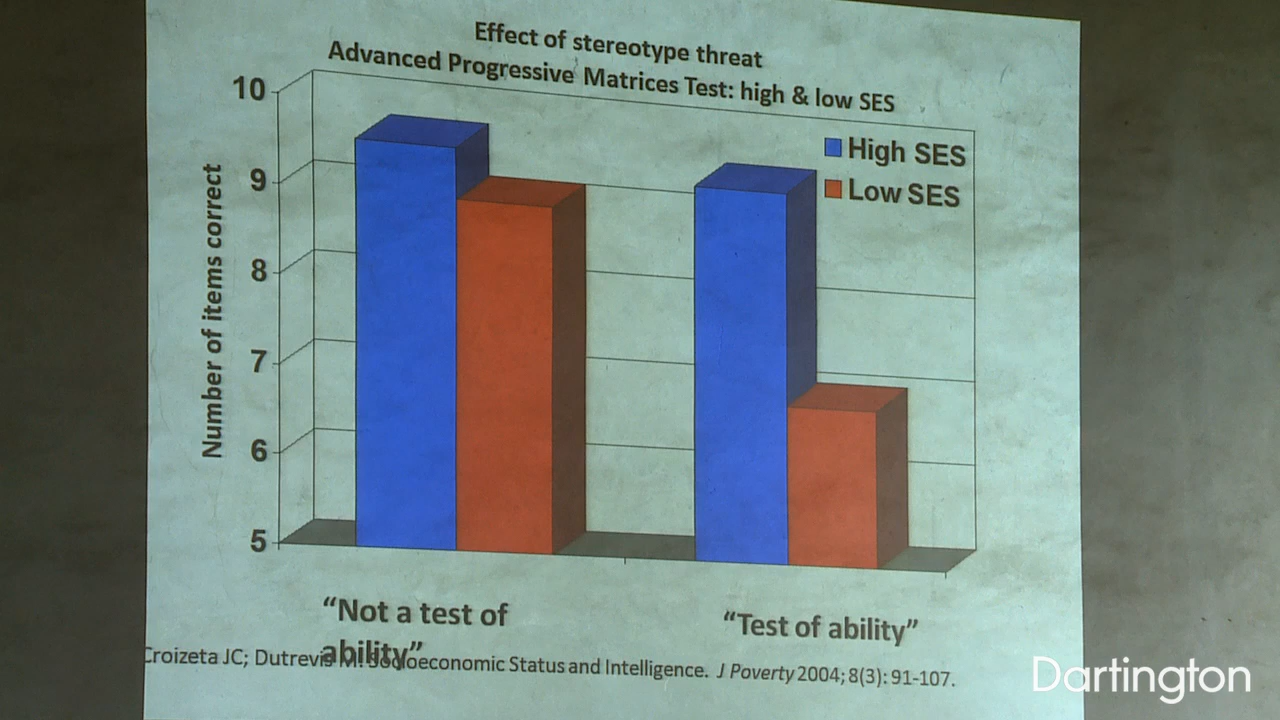 Effect of stereotype threat
Advanced Progressive Matrices Test: high & low SES
10
9
8
7
6
5
Number of items correct
High SES
Low SES
“Not a test of
ability”
“Test of ability”
Croizeta JC; Dutrevis M. Socioeconomic Status and Intelligence. J Poverty 2004; 8(3): 91-107.
Dartington